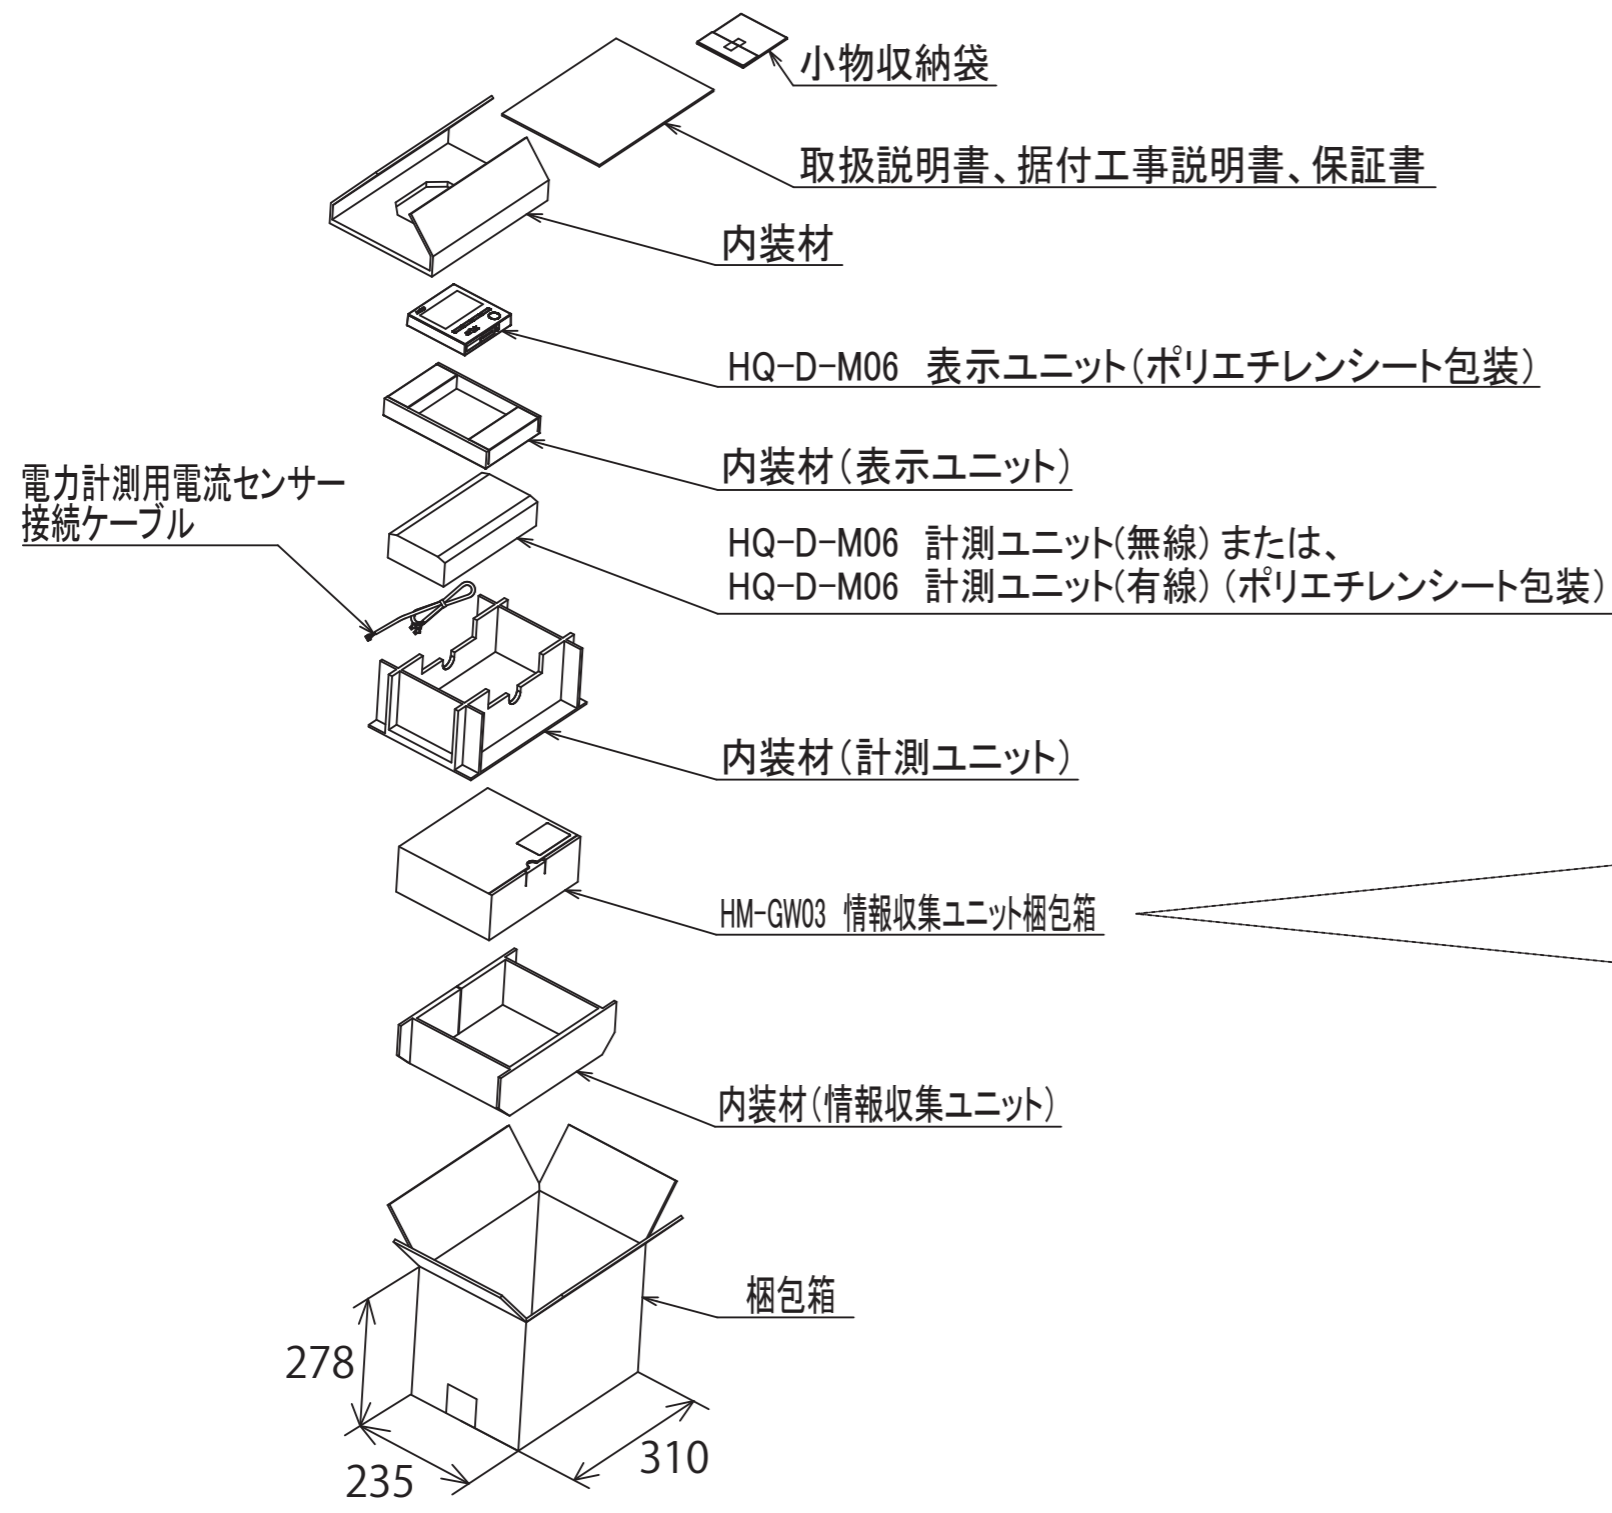 小物収納袋
取扱説明書、据付工事説明書、保証書
内装材
HQ-D-M06 表示ユニット(ポリエチレンシート包装)
内装材(表示ユニット)
電力計測用電流センサー
接続ケーブル
HQ-D-M06 計測ユニット(無線)または、
HQ-D-M06 計測ユニット(有線)(ポリエチレンシート包装)
内装材(計測ユニット)
HM-GW03 情報収集ユニット梱包箱
内装材(情報収集ユニット)
梱包箱
278
235
310